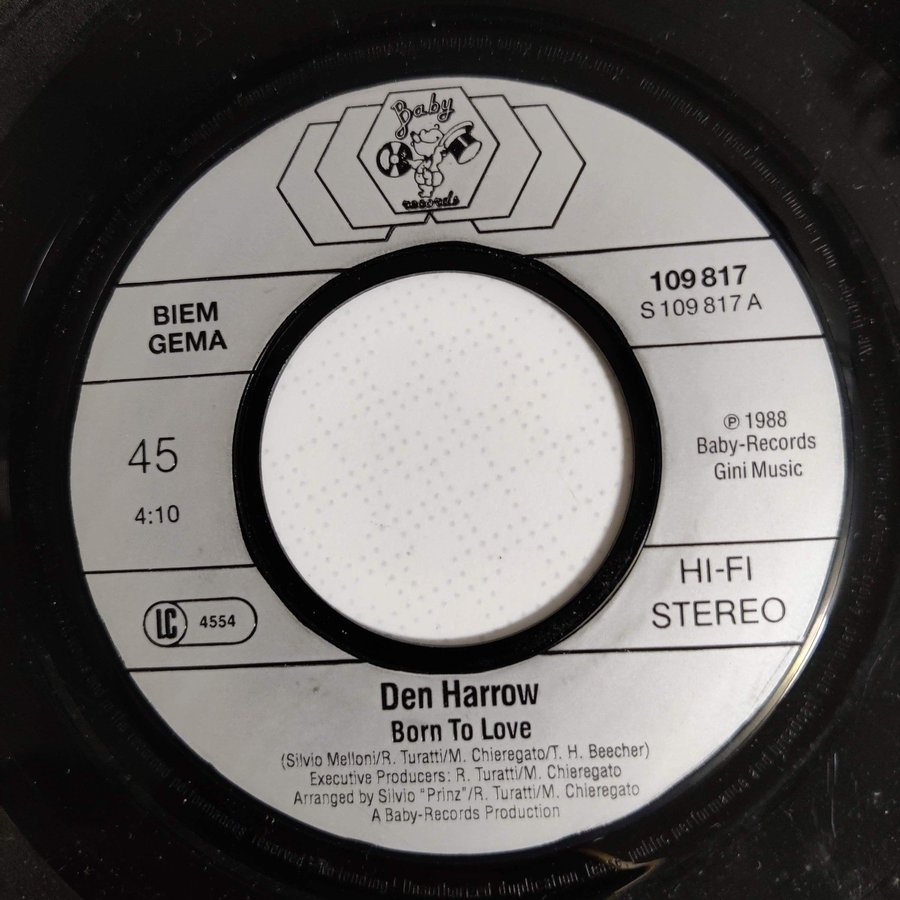 Baby
records
109 817
S 109 817 A
BIEM
GEMA
45
4:10
℗ 1988
Baby-Records
Gini Music
LC 4554
HI-FI
STEREO
Den Harrow
Born To Love
(Silvio Melloni/R. Turatti/M. Chieregato/T. H. Beecher)
Executive Producers: R. Turatti/M. Chieregato
Arranged by Silvio "Prinz"/R. Turatti/M. Chieregato
A Baby-Records Production